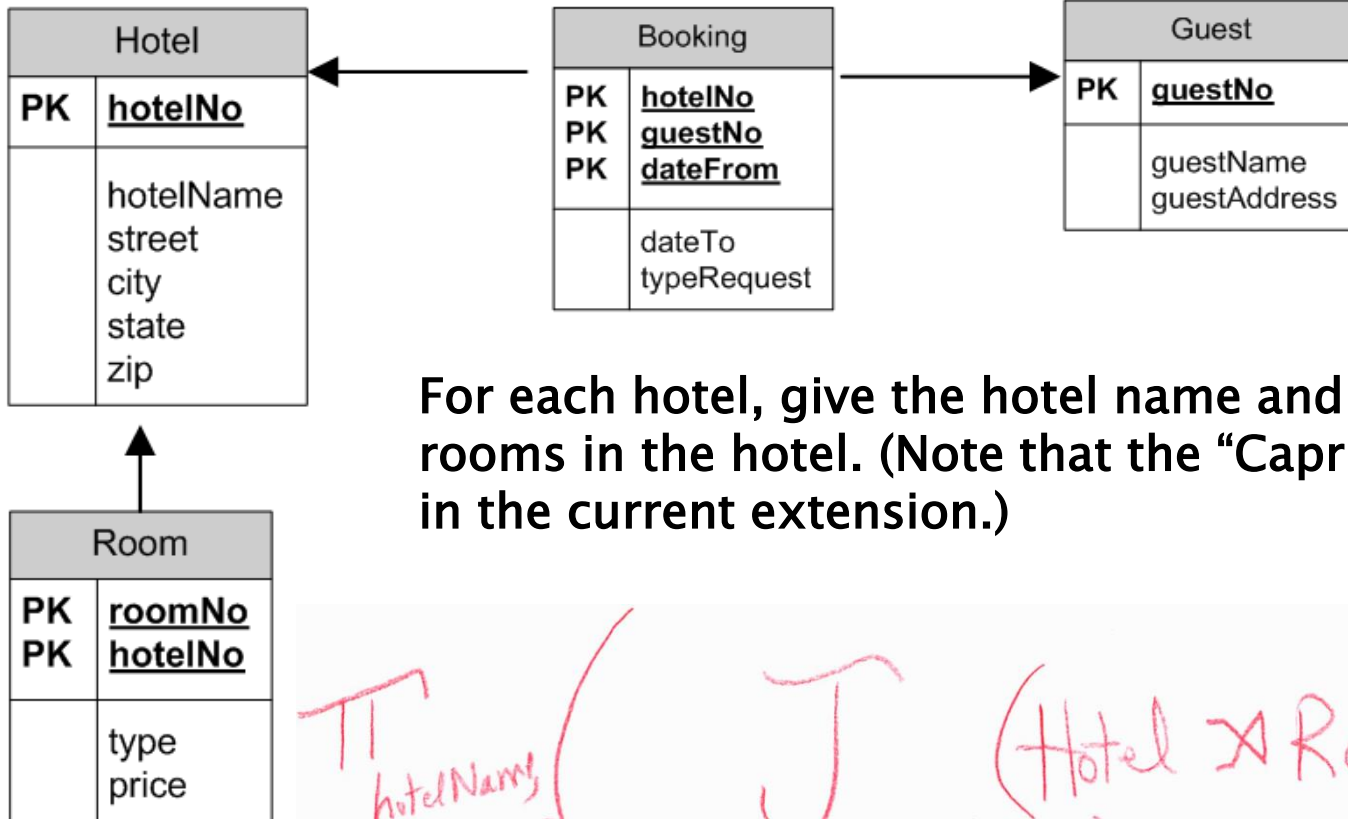 Hotel
PK hotelNo
hotelName
street
city
state
zip
Booking
PK hotelNo
PK guestNo
PK dateFrom
dateTo
typeRequest
Guest
PK guestNo
guestName
guestAddress
For each hotel, give the hotel name and
rooms in the hotel. (Note that the “Capr
in the current extension.)
Room
PK roomNo
PK hotelNo
type
price
π hotelName, ( (Hotel ⋈ R